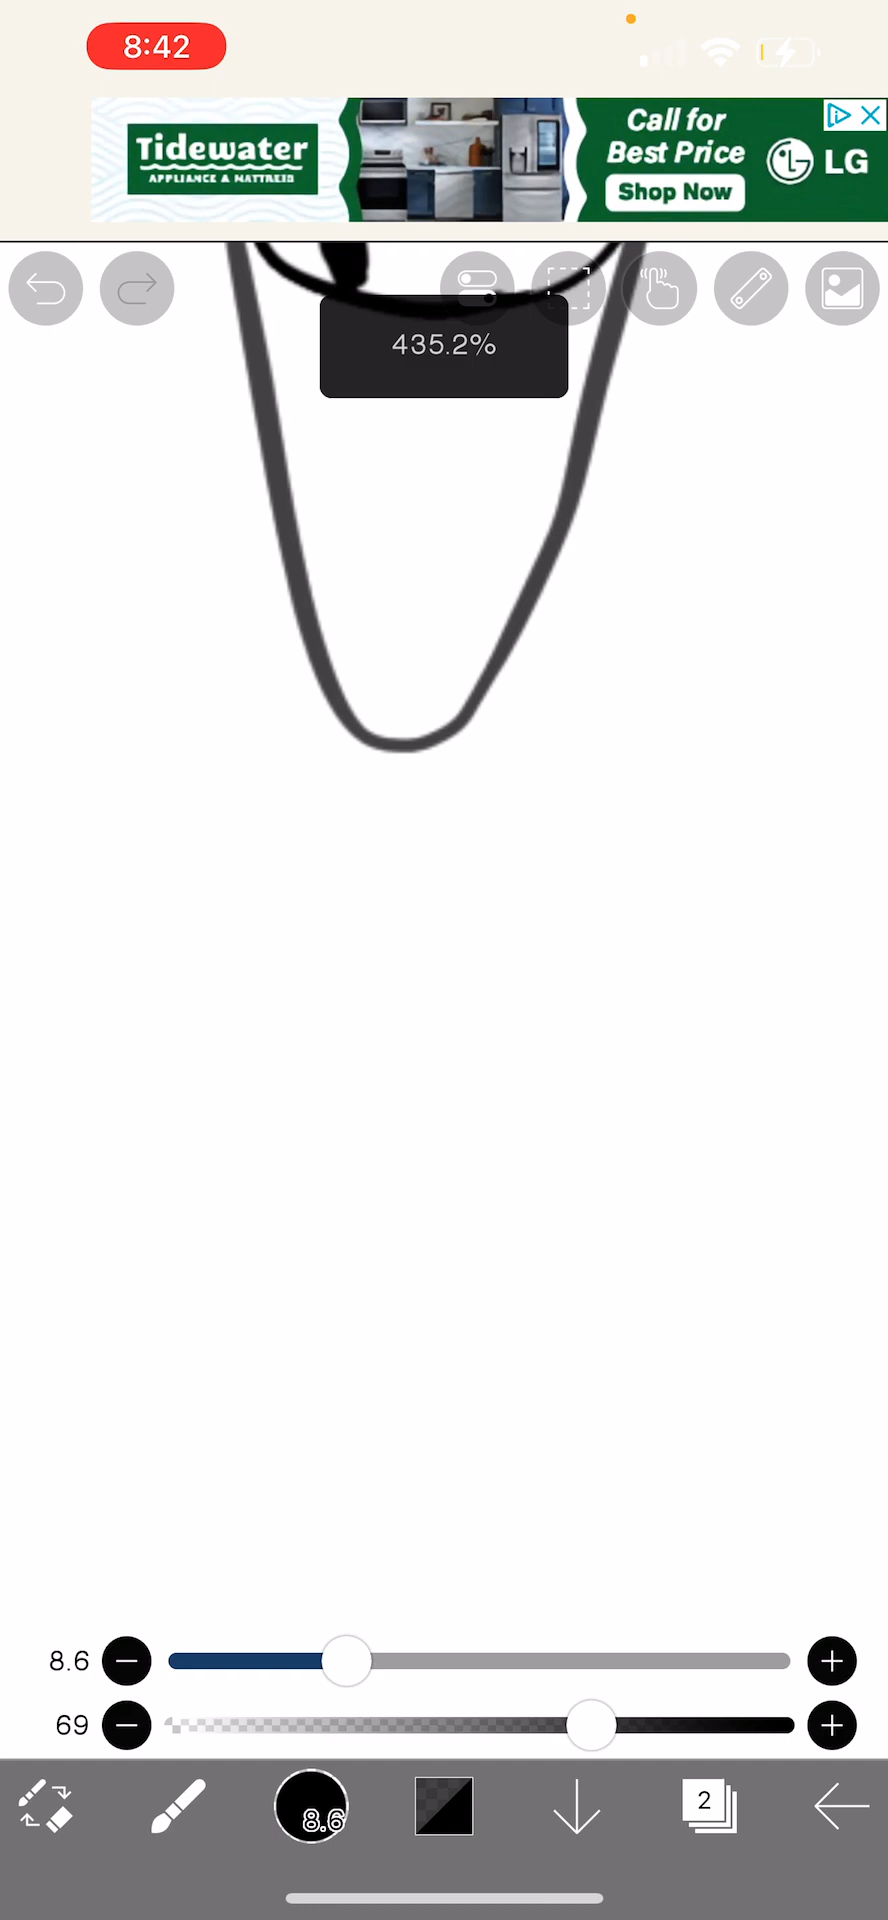 8:42
Tidewater
APPLIANCE & MATTRESS
Call for
Best Price
Shop Now
LG
435.2%
8.6
69
8.6
2